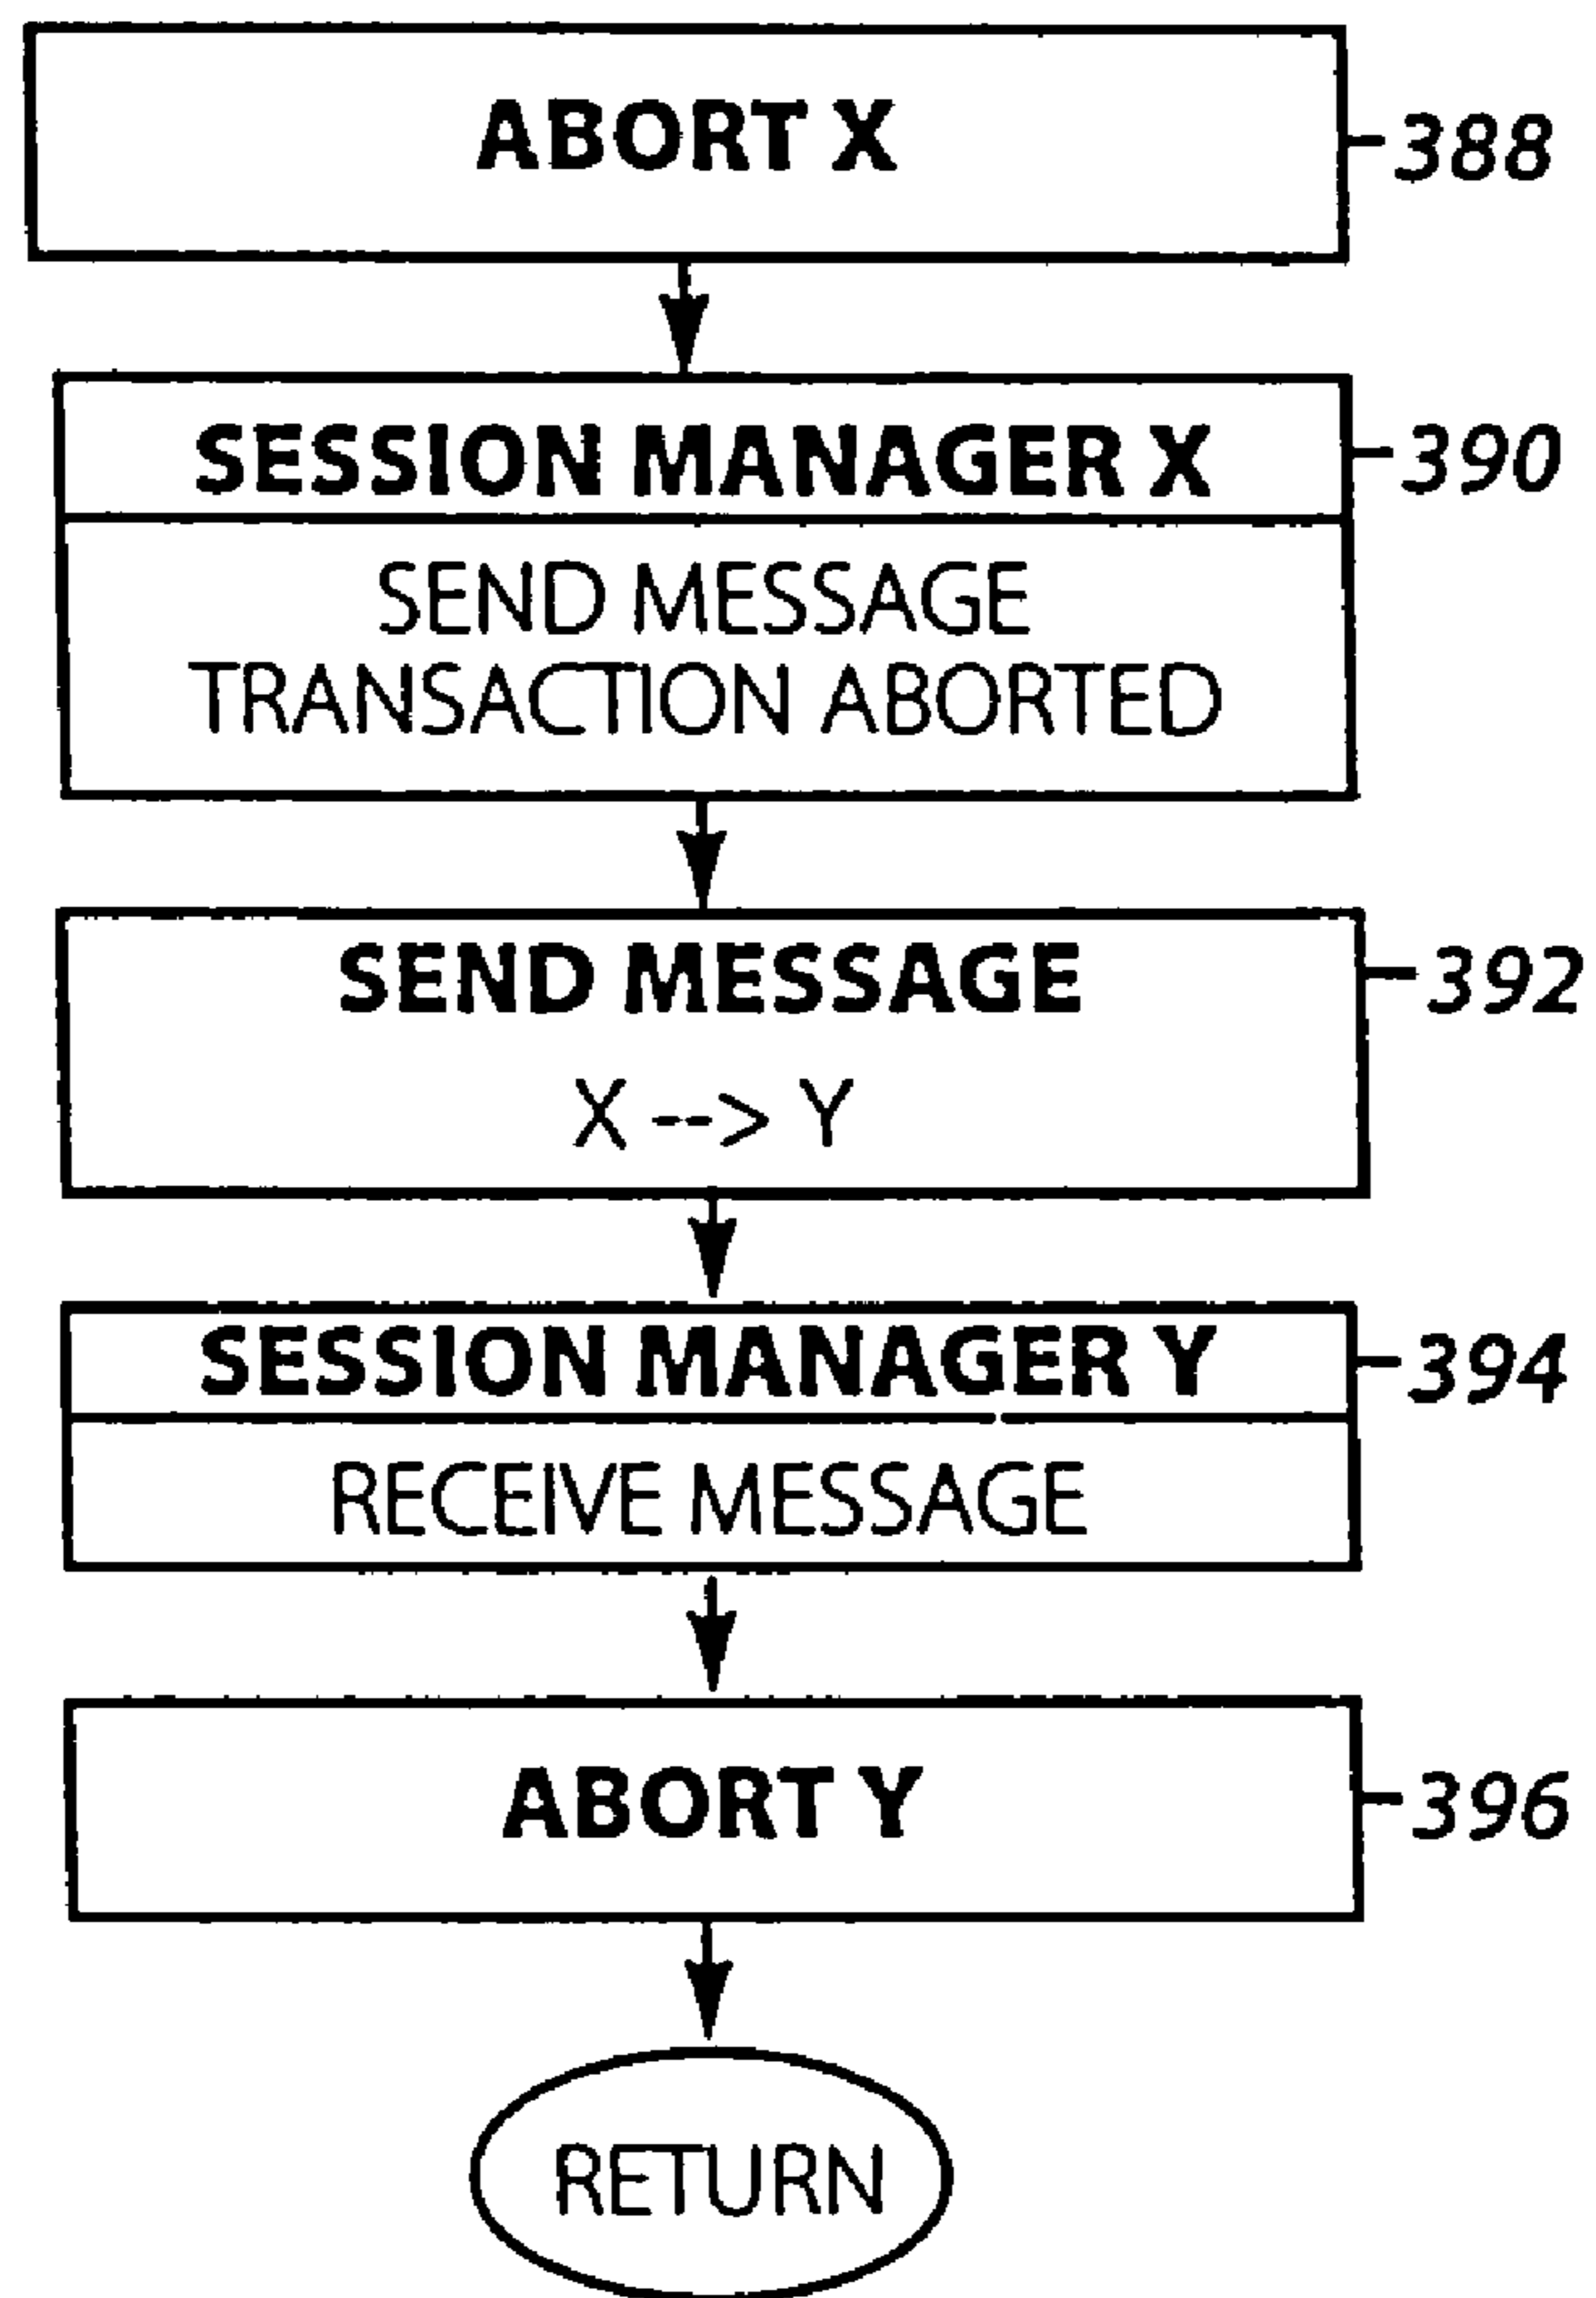 ABORT X
388
SESSION MANAGER X
390
SEND MESSAGE
TRANSACTION ABORTED
SEND MESSAGE
392
X --> Y
SESSION MANAGER Y
394
RECEIVE MESSAGE
ABORT Y
396
RETURN